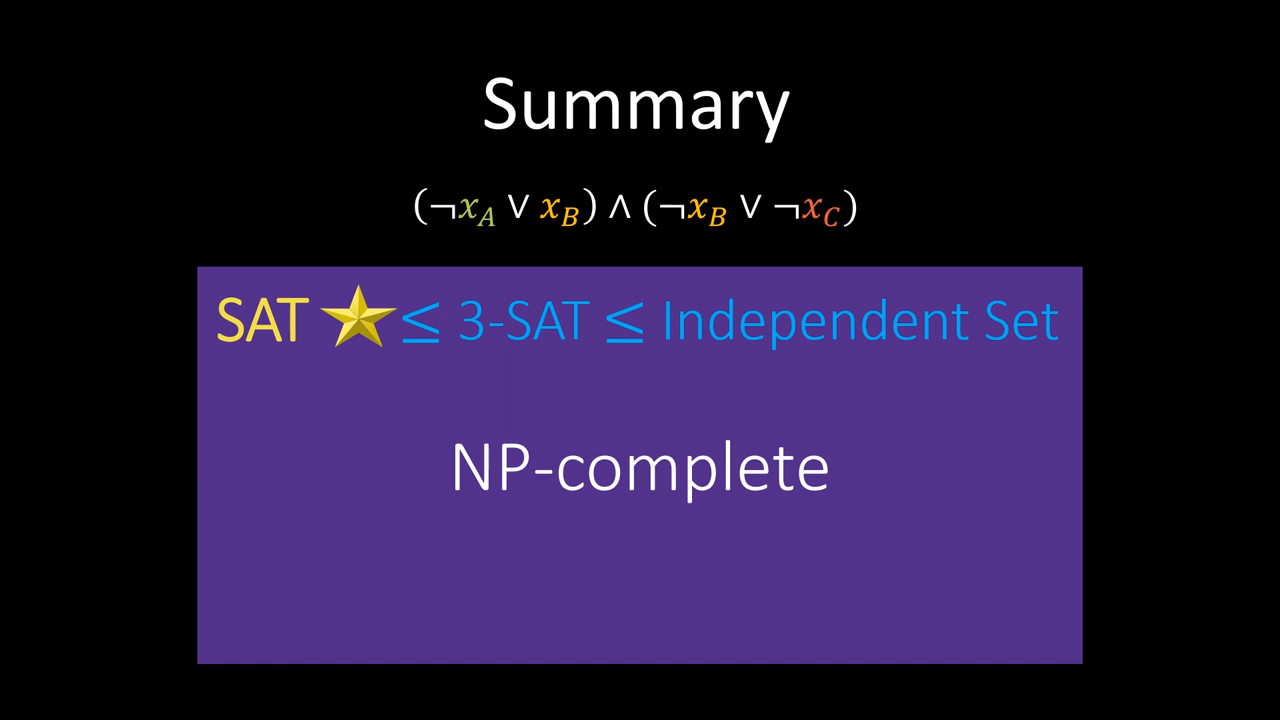 Summary
(¬x_A ∨ x_B) ∧ (¬x_B ∨ ¬x_C)
SAT ≤ 3-SAT ≤ Independent Set
NP-complete